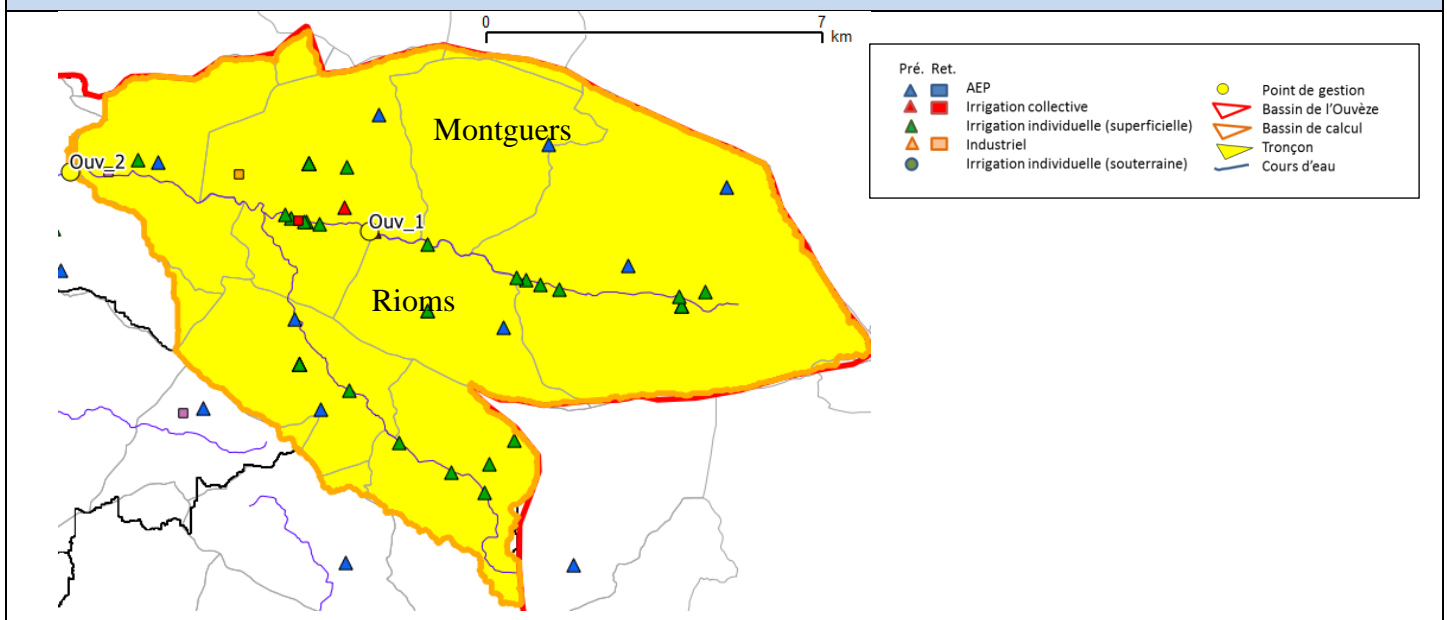 0 7
km
Montguers
Ouv_2
Ouv_1
Rioms
Pré. Ret.
AEP
Irrigation collective
Irrigation individuelle (superficielle)
Industriel
Irrigation individuelle (souterraine)
Point de gestion
Bassin de l'Ouvèze
Bassin de calcul
Tronçon
Cours d'eau